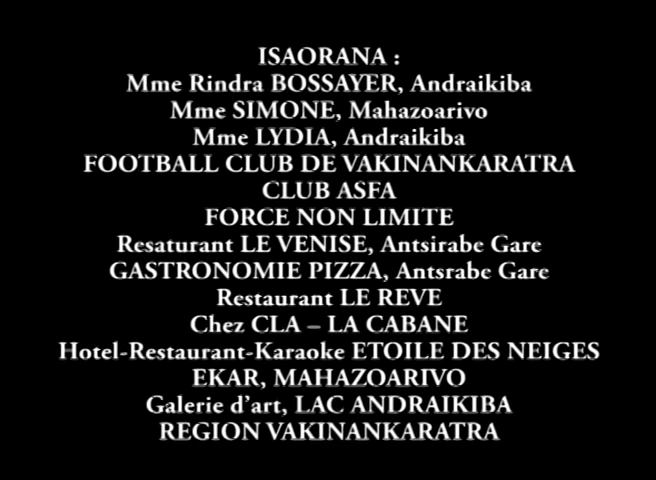 ISAORANA :
Mme Rindra BOSSAYER, Andraikiba
Mme SIMONE, Mahazoarivo
Mme LYDIA, Andraikiba
FOOTBALL CLUB DE VAKINANKARATRA
CLUB ASFA
FORCE NON LIMITE
Resaturant LE VENISE, Antsirabe Gare
GASTRONOMIE PIZZA, Antsrabe Gare
Restaurant LE REVE
Chez CLA – LA CABANE
Hotel-Restaurant-Karaoke ETOILE DES NEIGES
EKAR, MAHAZOARIVO
Galerie d'art, LAC ANDRAIKIBA
REGION VAKINANKARATRA